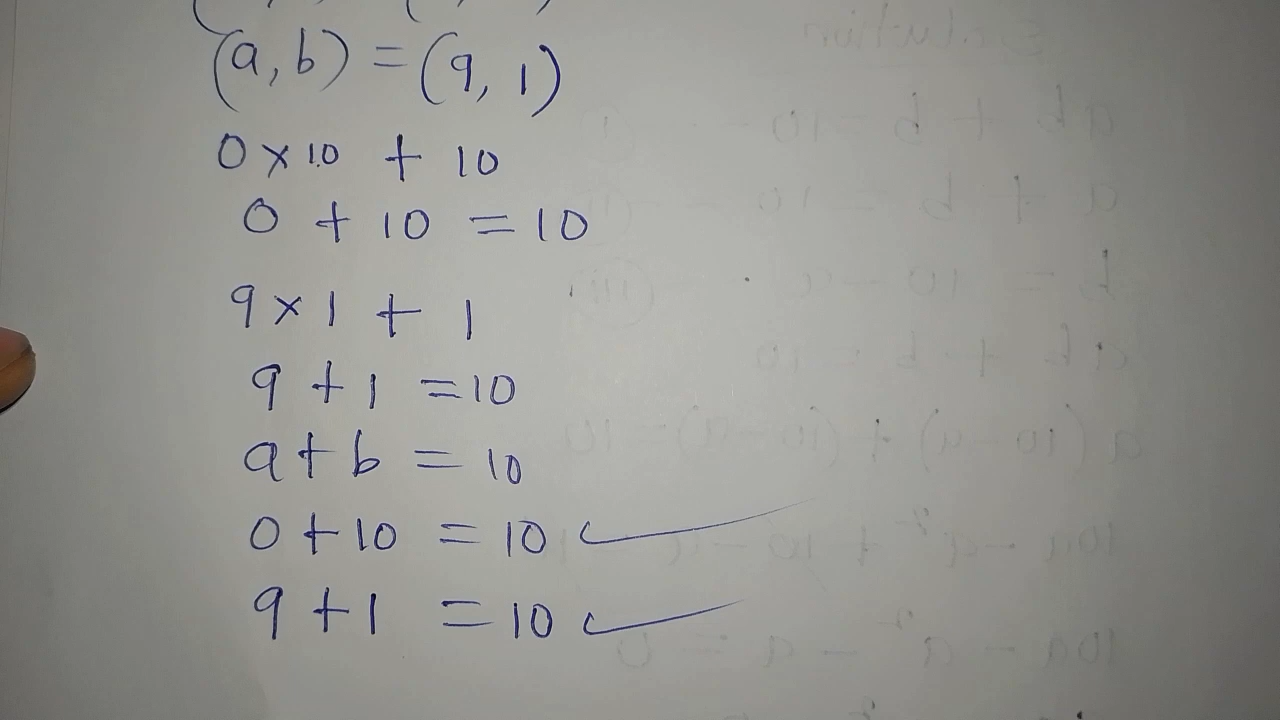 (a, b) = (9, 1)
0 × 10 + 10
0 + 10 = 10
9 × 1 + 1
9 + 1 = 10
a + b = 10
0 + 10 = 10 ✓
9 + 1 = 10 ✓